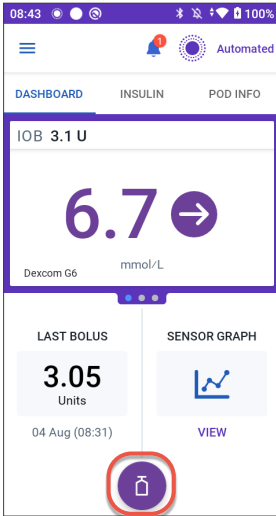 08:43 100%
1
Automated
DASHBOARD INSULIN POD INFO
IOB 3.1 U
6.7
mmol/L
Dexcom G6
LAST BOLUS SENSOR GRAPH
3.05
Units
04 Aug (08:31) VIEW